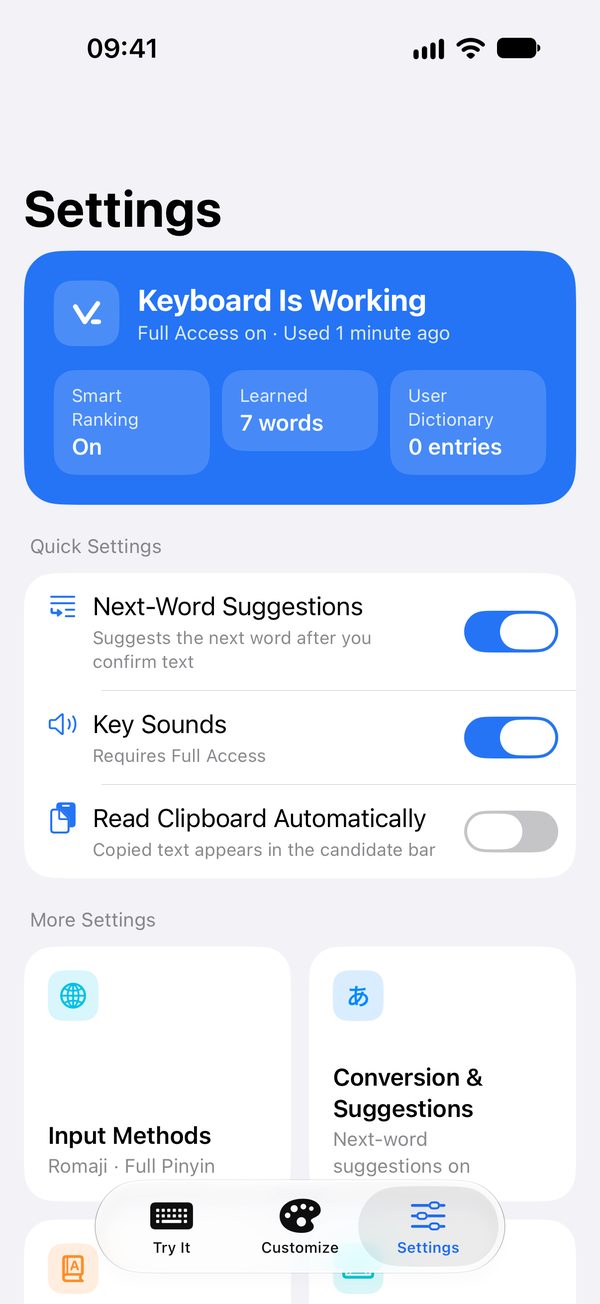 09:41
Settings
Keyboard Is Working
Full Access on · Used 1 minute ago
Smart
Ranking
On
Learned
7 words
User
Dictionary
0 entries
Quick Settings
Next-Word Suggestions
Suggests the next word after you
confirm text
Key Sounds
Requires Full Access
Read Clipboard Automatically
Copied text appears in the candidate bar
More Settings
Input Methods
Romaji · Full Pinyin
あ
Conversion &
Suggestions
Next-word
suggestions on
A
Try It
Customize
Settings